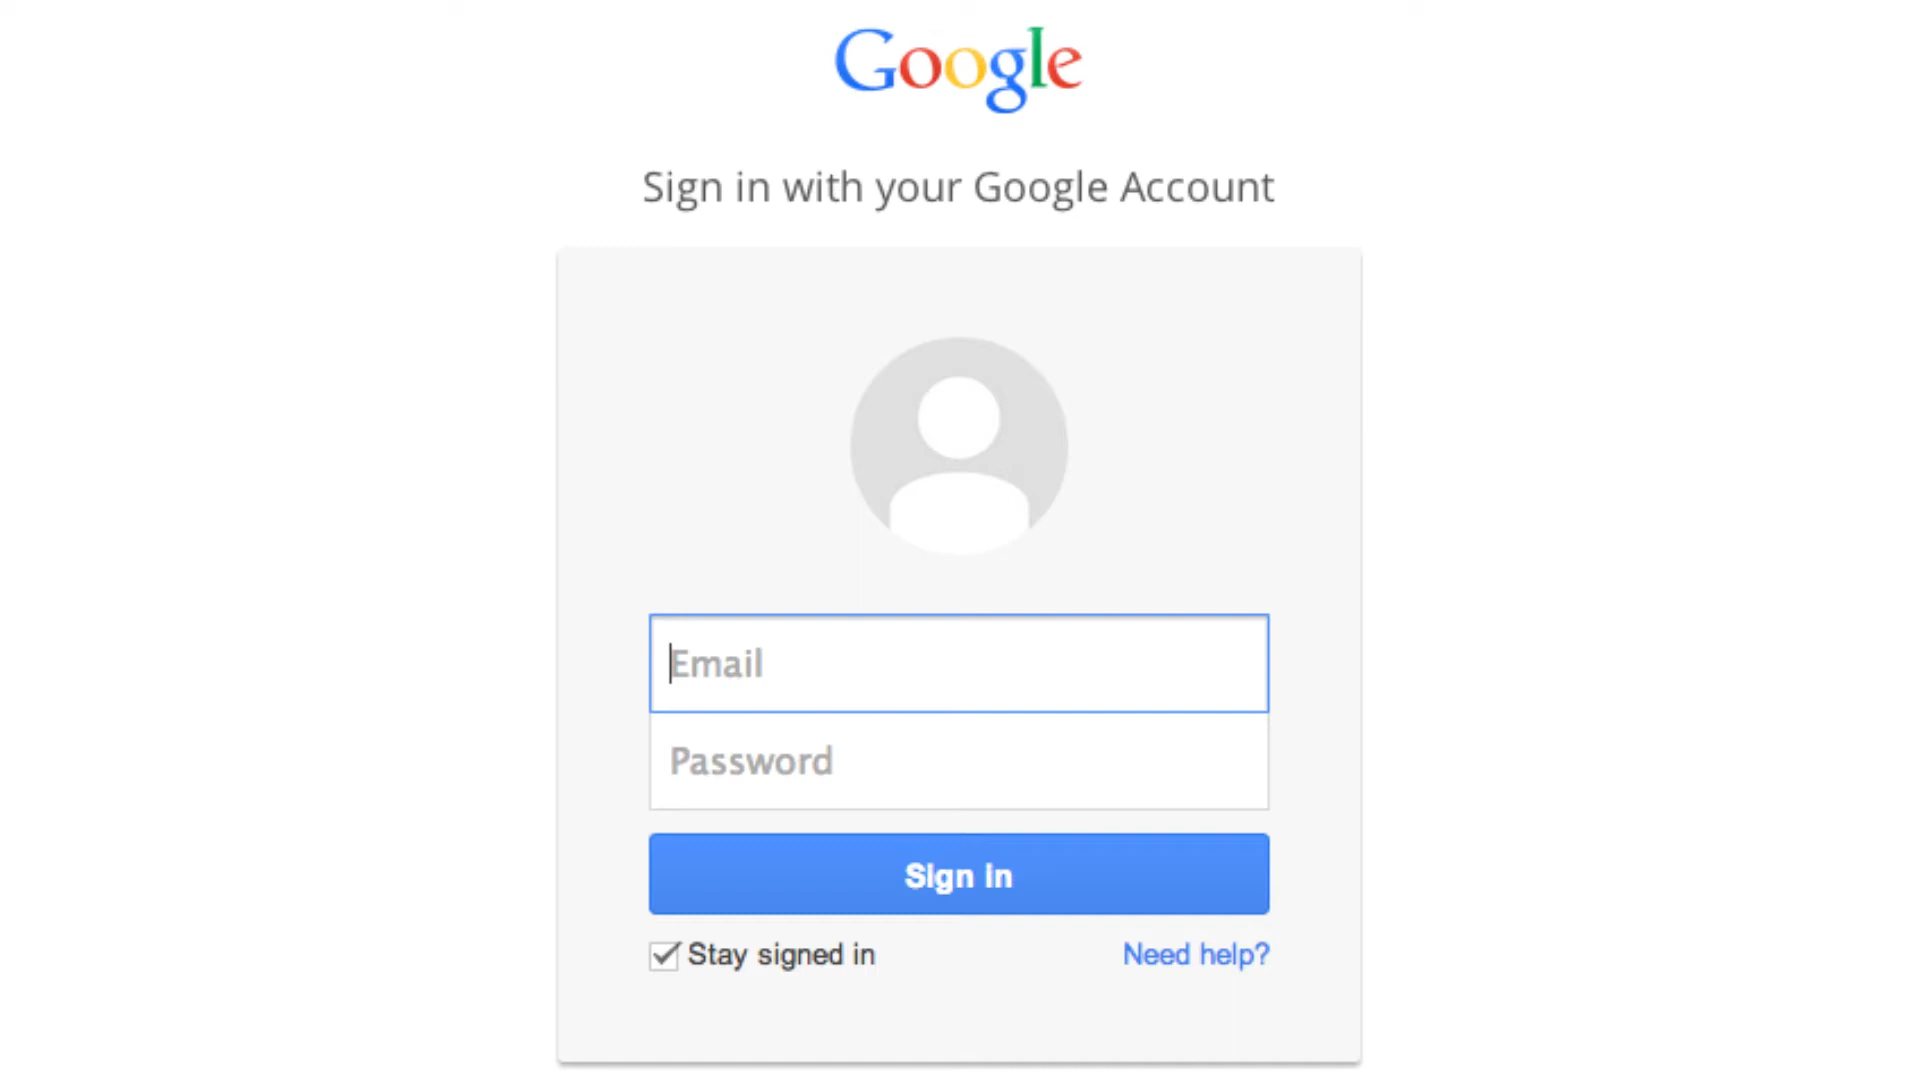 Google
Sign in with your Google Account
Email
Password
Sign in
Stay signed in
Need help?